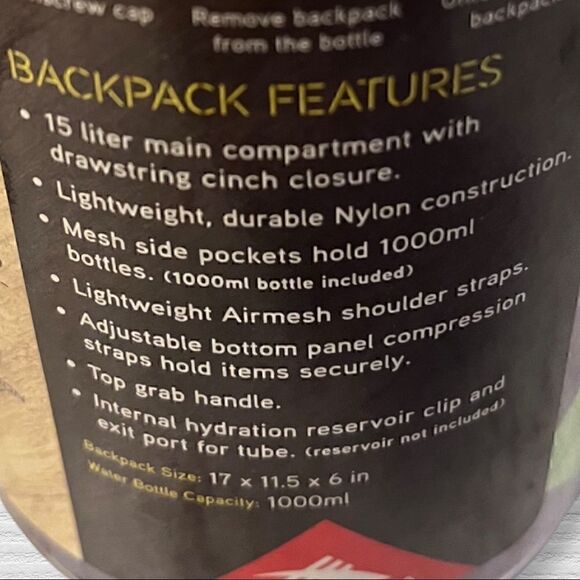 cap
Remove backpack
from the bottle
BACKPACK FEATURES
• 15 liter main compartment with
drawstring cinch closure.
• Lightweight, durable Nylon construction.
• Mesh side pockets hold 1000ml
bottles. (1000ml bottle included)
• Lightweight Airmesh shoulder straps.
• Adjustable bottom panel compression
straps hold items securely.
• Top grab handle.
• Internal hydration reservoir clip and
exit port for tube. (reservoir not included)
Backpack Size: 17 x 11.5 x 6 in
Water Bottle Capacity: 1000ml